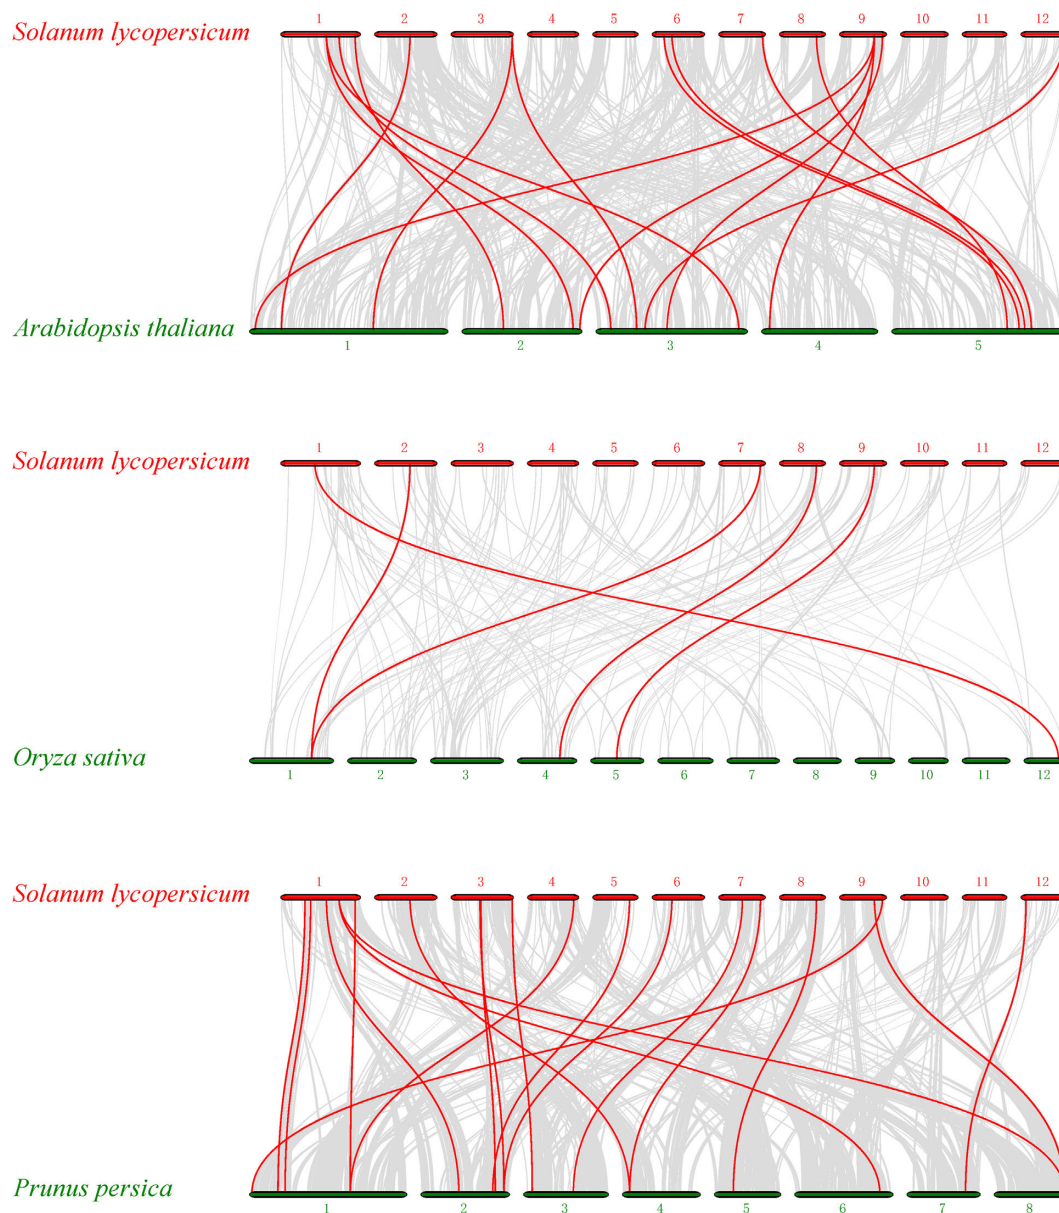 1 2 3 4 5 6 7 8 9 10 11 12
Solanum lycopersicum
Arabidopsis thaliana
1 2 3 4 5
1 2 3 4 5 6 7 8 9 10 11 12
Solanum lycopersicum
Oryza sativa
1 2 3 4 5 6 7 8 9 10 11 12
1 2 3 4 5 6 7 8 9 10 11 12
Solanum lycopersicum
Prunus persica
1 2 3 4 5 6 7 8